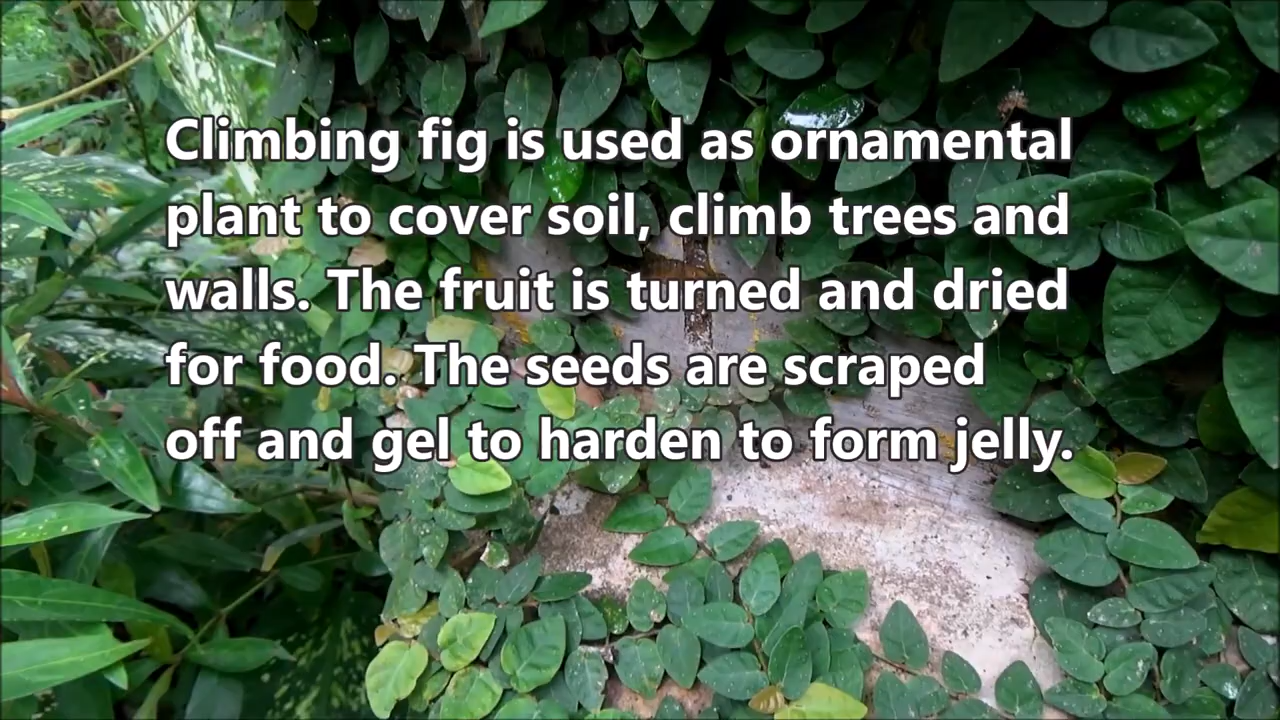 Climbing fig is used as ornamental
plant to cover soil, climb trees and
walls. The fruit is turned and dried
for food. The seeds are scraped
off and gel to harden to form jelly.